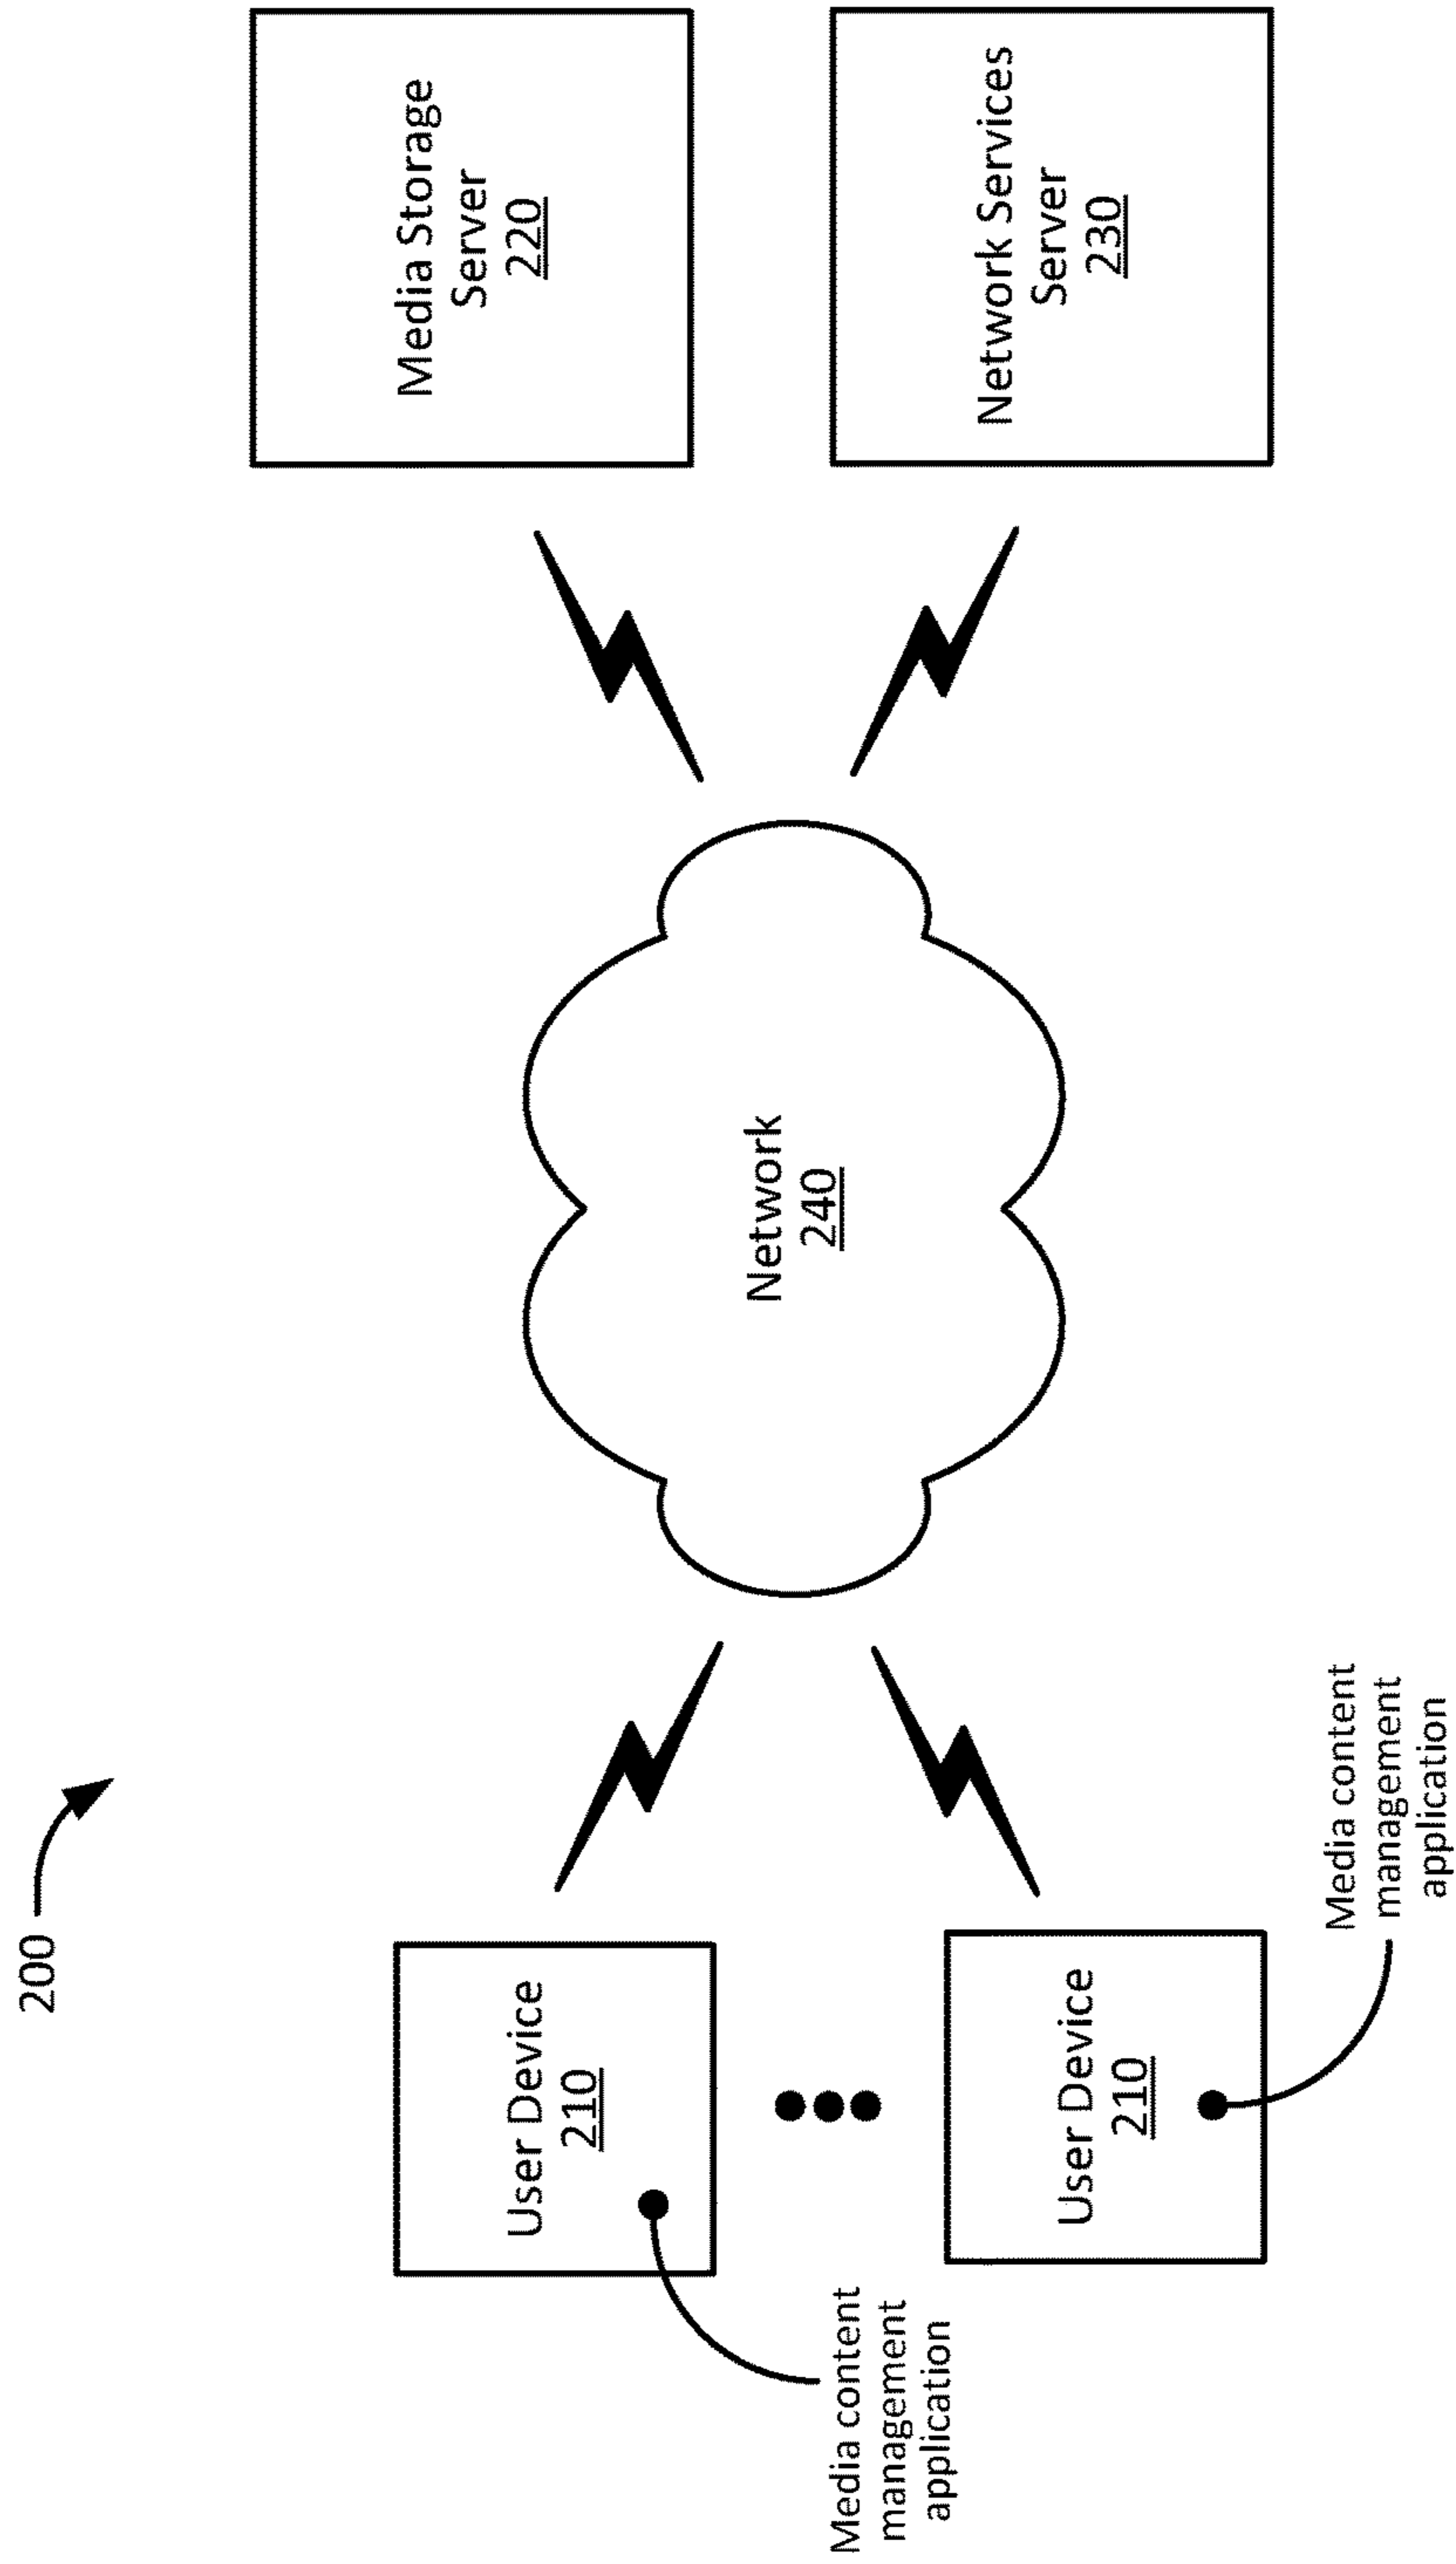 200
User Device
210
Media content
management
application
User Device
210
Media content
management
application
Network
240
Media Storage
Server
220
Network Services
Server
230